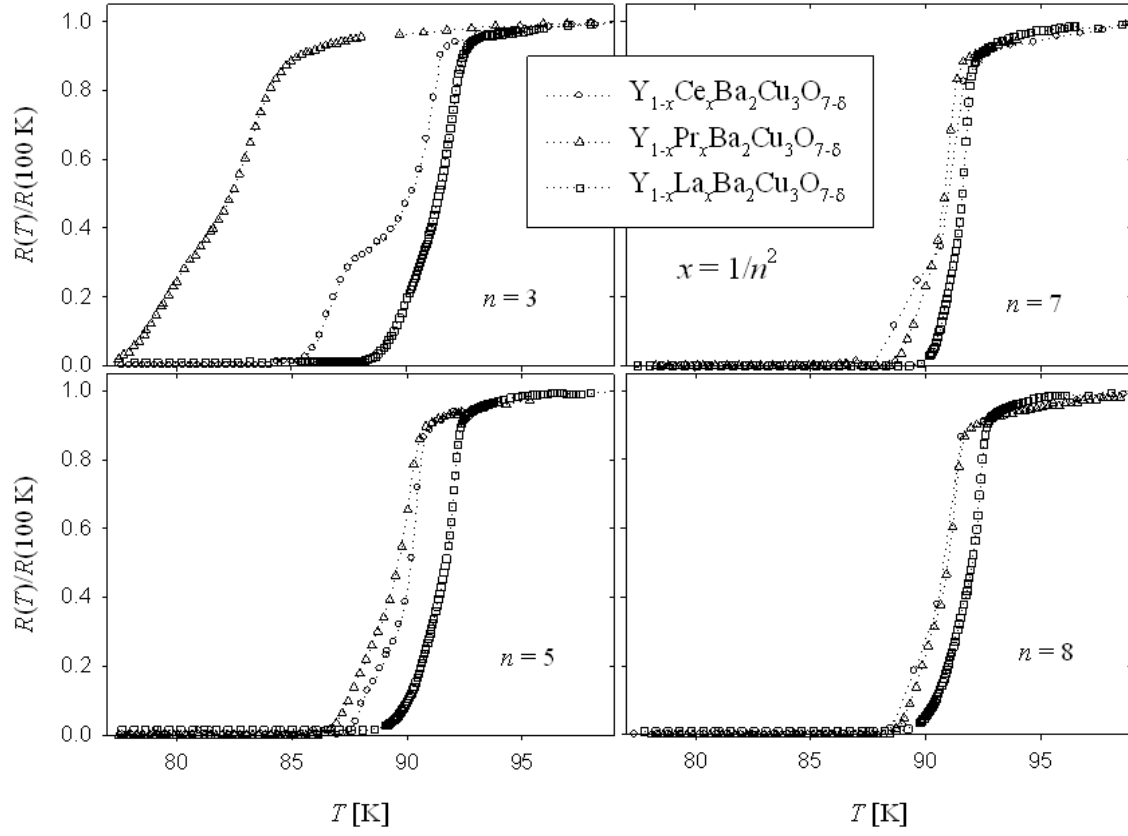 1.0
0.8
0.6
0.4
0.2
0.0
R(T)/R(100 K)
n = 3
Y₁₋ₓCeₓBa₂Cu₃O₇₋δ
Y₁₋ₓPrₓBa₂Cu₃O₇₋δ
Y₁₋ₓLaₓBa₂Cu₃O₇₋δ
x = 1/n²
n = 7
1.0
0.8
0.6
0.4
0.2
0.0
R(T)/R(100 K)
n = 5
n = 8
80 85 90 95
80 85 90 95
T [K]
T [K]